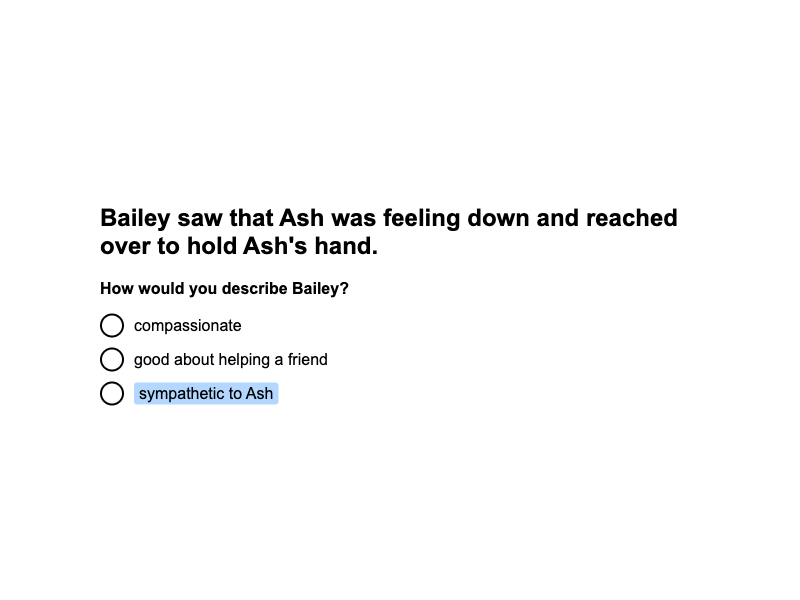 Bailey saw that Ash was feeling down and reached
over to hold Ash's hand.
How would you describe Bailey?
compassionate
good about helping a friend
sympathetic to Ash